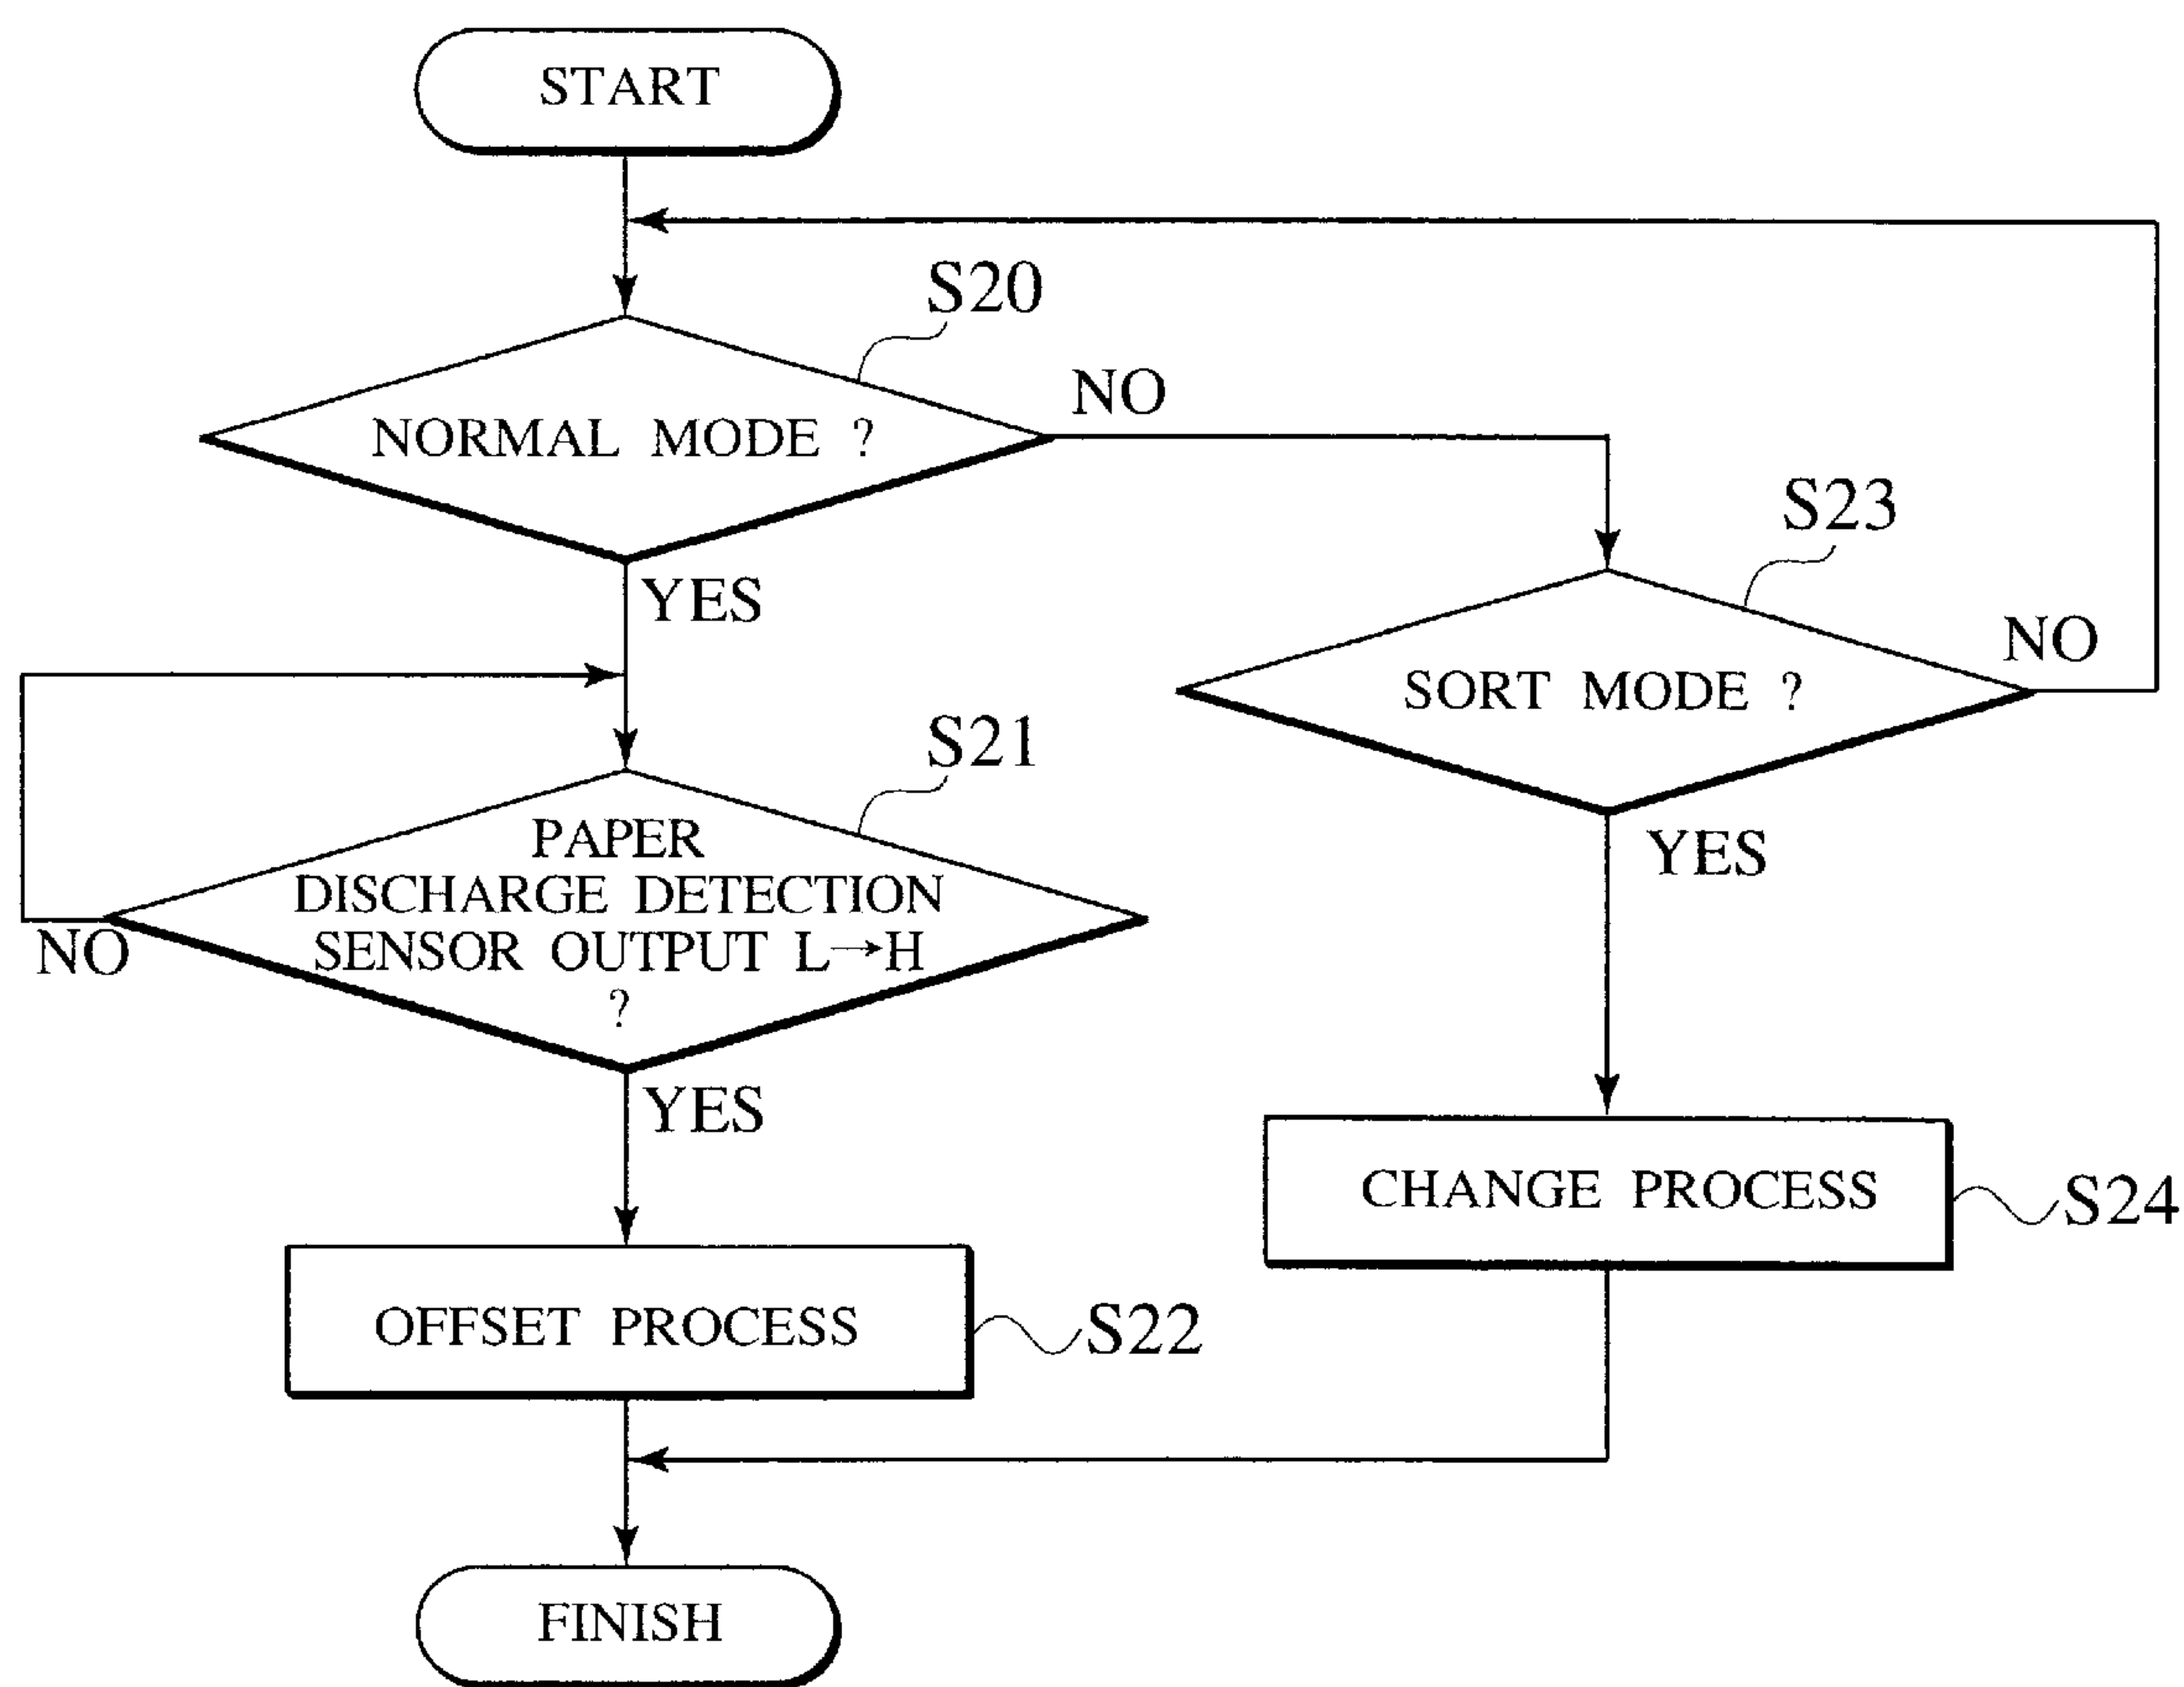 START
S20
NORMAL MODE ?
NO
YES
S23
SORT MODE ?
NO
YES
S21
PAPER
DISCHARGE DETECTION
SENSOR OUTPUT L→H
?
NO
YES
CHANGE PROCESS
S24
OFFSET PROCESS
S22
FINISH